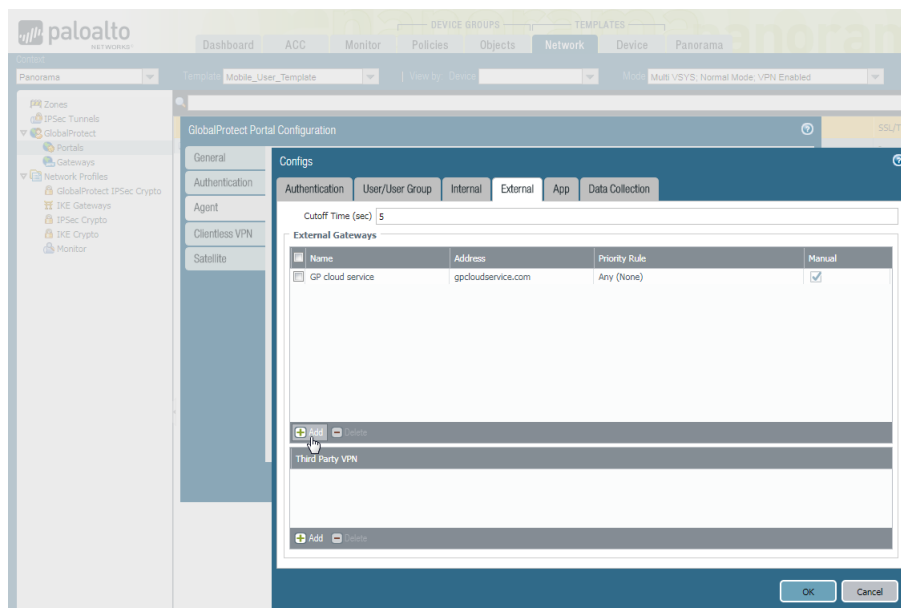 paloalto
NETWORKS
DEVICE GROUPS
TEMPLATES
Dashboard ACC Monitor Policies Objects Network Device Panorama
Context
Panorama Template Mobile_User_Template View by: Device Mode Multi VSYS; Normal Mode; VPN Enabled
Zones
IPSec Tunnels
GlobalProtect
Portals
Gateways
Network Profiles
GlobalProtect IPSec Crypto
IKE Gateways
IPSec Crypto
IKE Crypto
Monitor
GlobalProtect Portal Configuration
General
Authentication
Agent
Clientless VPN
Satellite
Configs
Authentication User/User Group Internal External App Data Collection
Cutoff Time (sec) 5
External Gateways
Name Address Priority Rule Manual
GP cloud service gpcloudservice.com Any (None)
Add Delete
Third Party VPN
Add Delete
OK Cancel